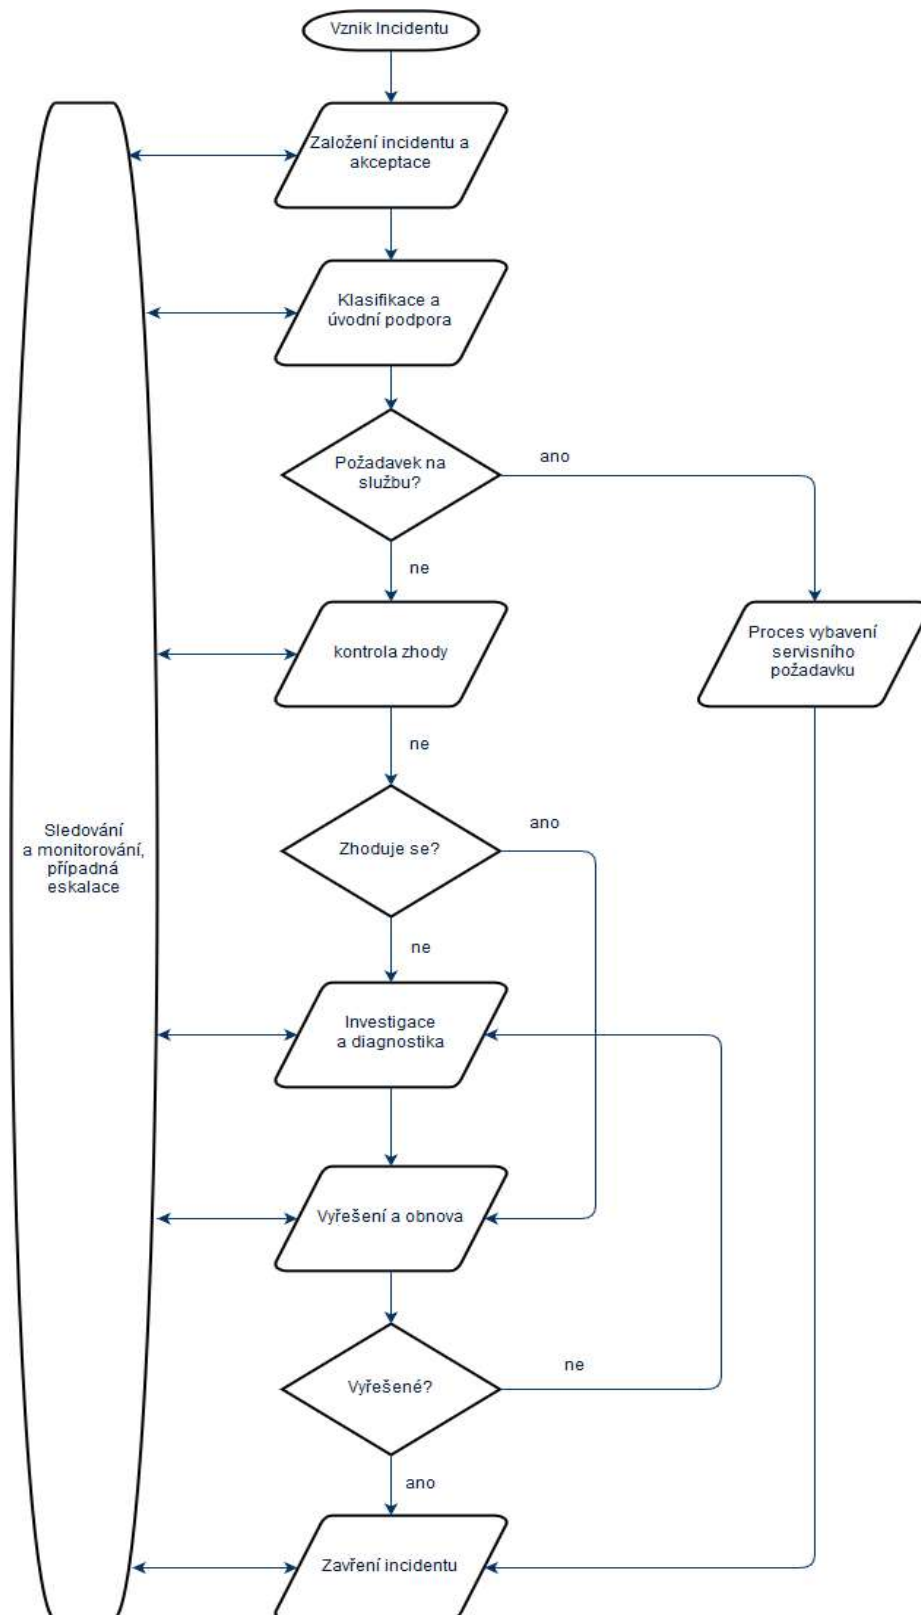 Vznik Incidentu
Založení incidentu a
akceptace
Klasifikace a
úvodní podpora
Požadavek na
službu?
ano
ne
kontrola zhody
Proces vybavení
servisního
požadavku
ne
Sledování
a monitorování,
případná
eskalace
Zhoduje se?
ano
ne
Investigace
a diagnostika
Vyřešení a obnova
Vyřešené?
ne
ano
Zavření incidentu